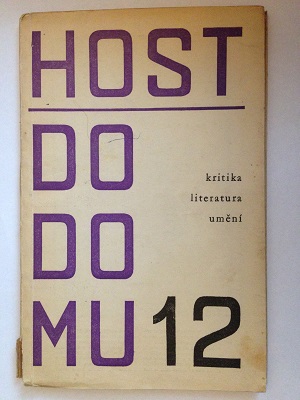 HOST
DO
kritika
literatura
umění
DO
MU 12